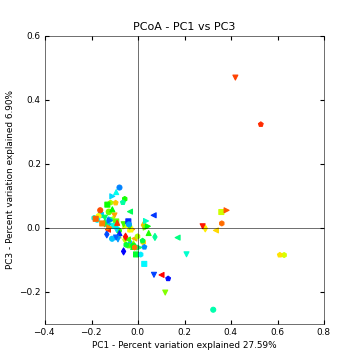 PCoA - PC1 vs PC3
PC3 - Percent variation explained 6.90%
0.6
0.4
0.2
0.0
−0.2
−0.4 −0.2 0.0 0.2 0.4 0.6 0.8
PC1 - Percent variation explained 27.59%